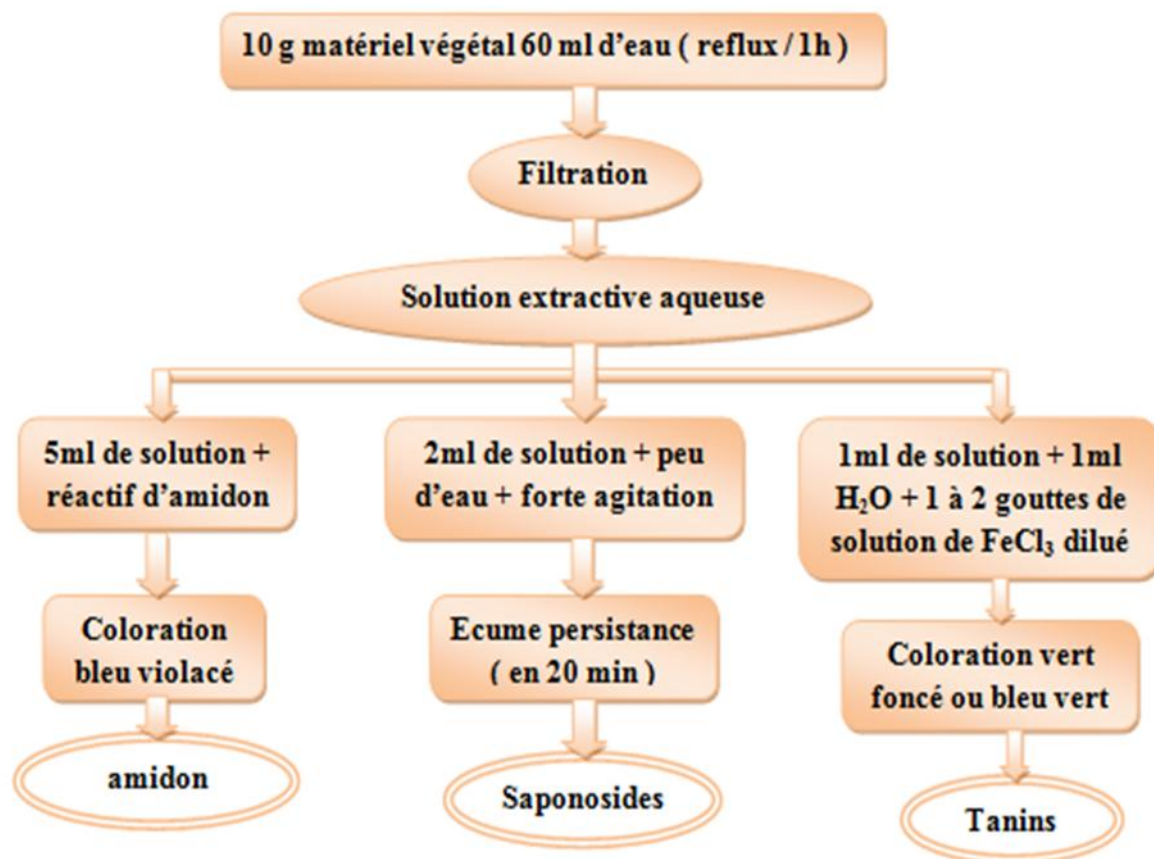 10 g matériel végétal 60 ml d'eau ( reflux / 1h )
Filtration
Solution extractive aqueuse
5ml de solution +
réactif d'amidon
Coloration
bleu violacé
amidon
2ml de solution + peu
d'eau + forte agitation
Ecume persistance
( en 20 min )
Saponosides
1ml de solution + 1ml
H₂O + 1 à 2 gouttes de
solution de FeCl₃ dilué
Coloration vert
foncé ou bleu vert
Tanins